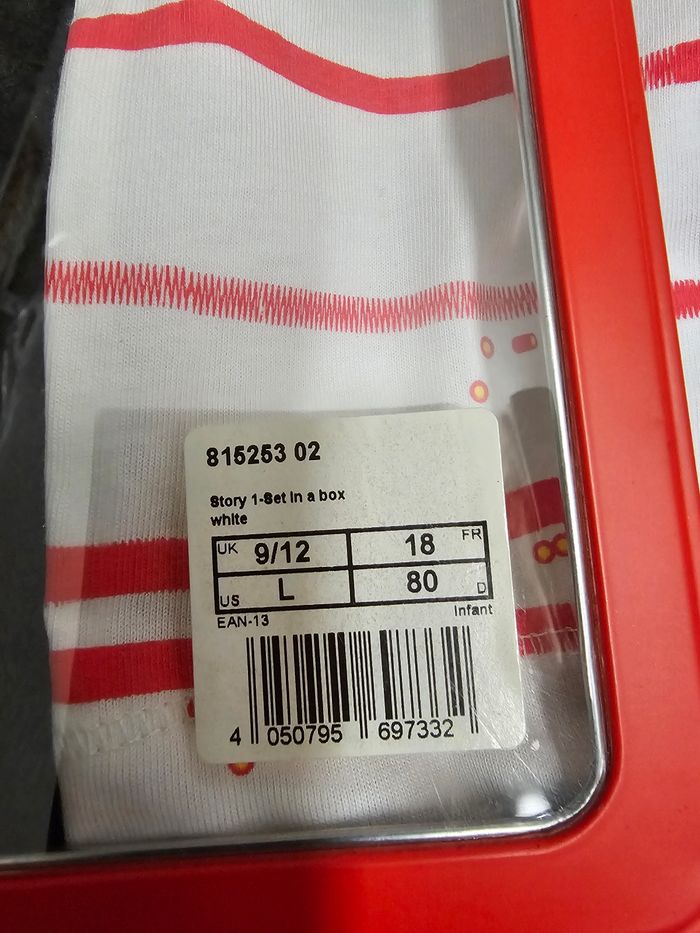 815253 02
Story 1-Set in a box
white
UK 9/12 18 FR
US L 80 D
EAN-13 Infant
4 050795 697332